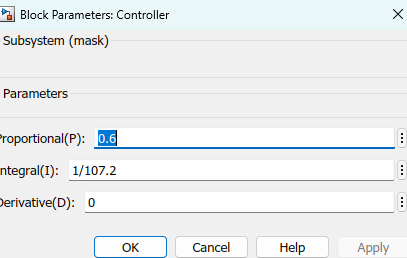 Block Parameters: Controller
Subsystem (mask)
Parameters
Proportional(P): 0.6
Integral(I): 1/107.2
Derivative(D): 0
OK Cancel Help Apply